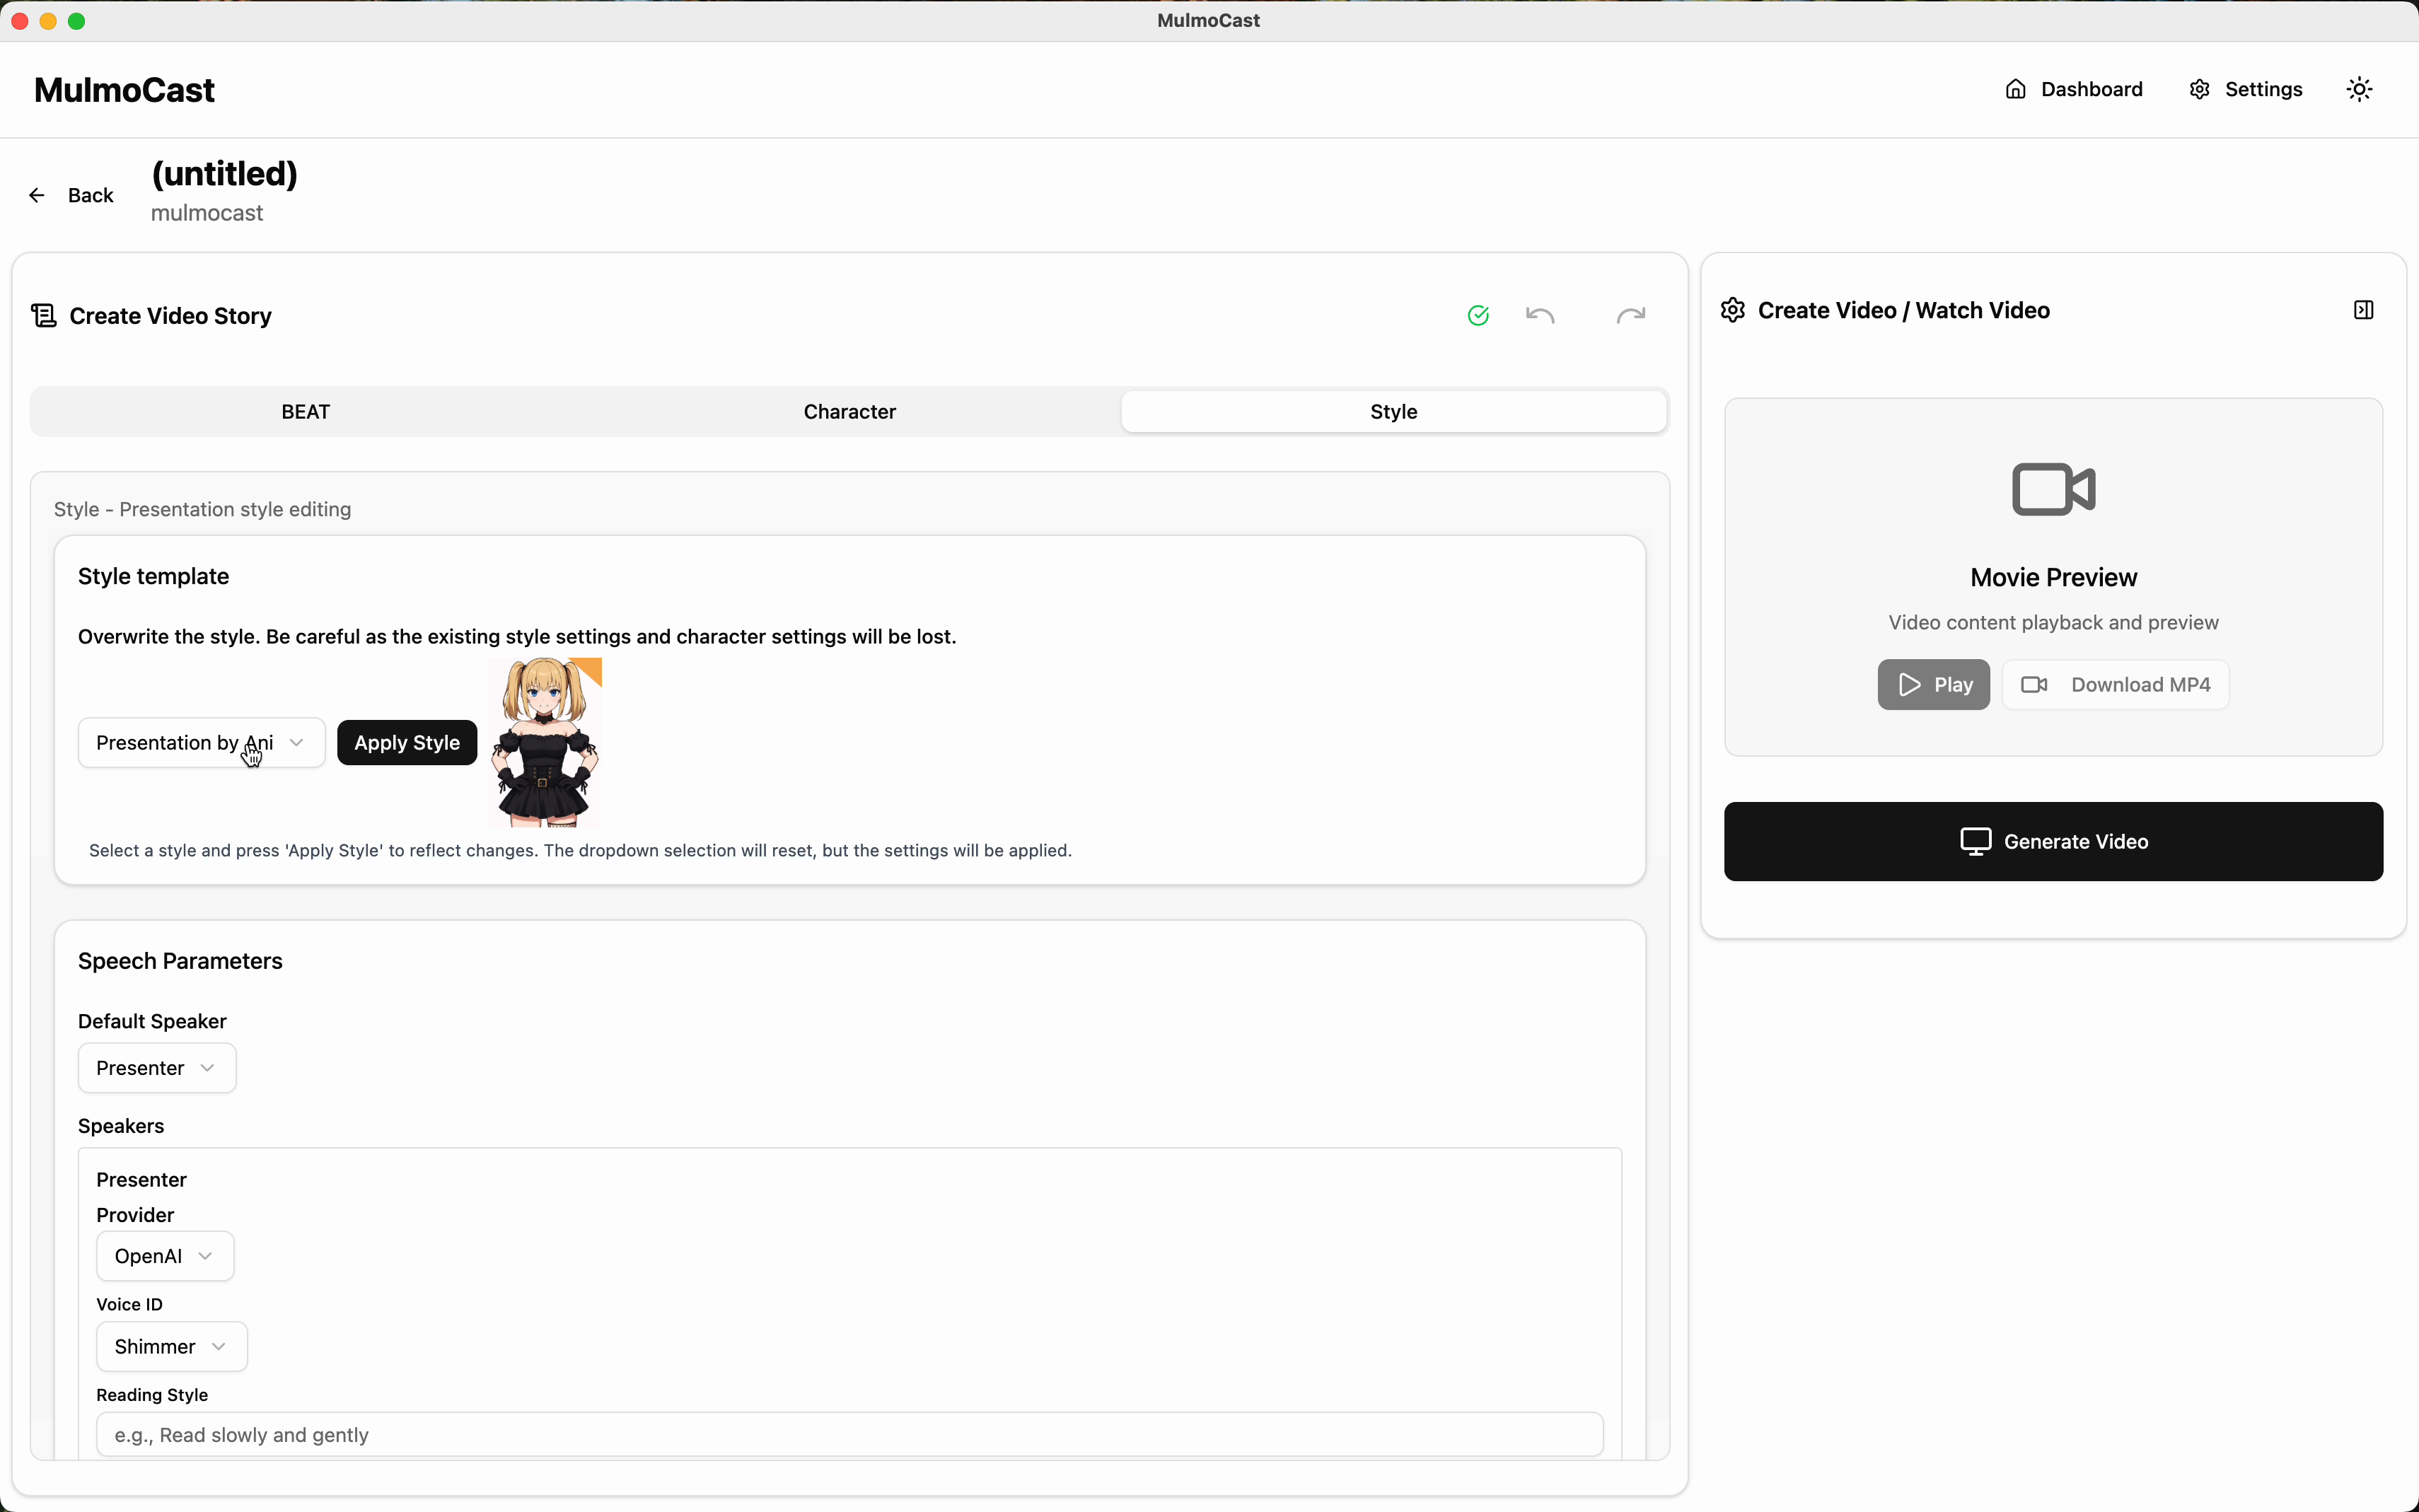 MulmoCast
MulmoCast
Dashboard
Settings
Back
(untitled)
mulmocast
Create Video Story
BEAT
Character
Style
Style - Presentation style editing
Style template
Overwrite the style. Be careful as the existing style settings and character settings will be lost.
Presentation by Ani
Apply Style
Select a style and press 'Apply Style' to reflect changes. The dropdown selection will reset, but the settings will be applied.
Speech Parameters
Default Speaker
Presenter
Speakers
Presenter
Provider
OpenAI
Voice ID
Shimmer
Reading Style
e.g., Read slowly and gently
Create Video / Watch Video
Movie Preview
Video content playback and preview
Play
Download MP4
Generate Video